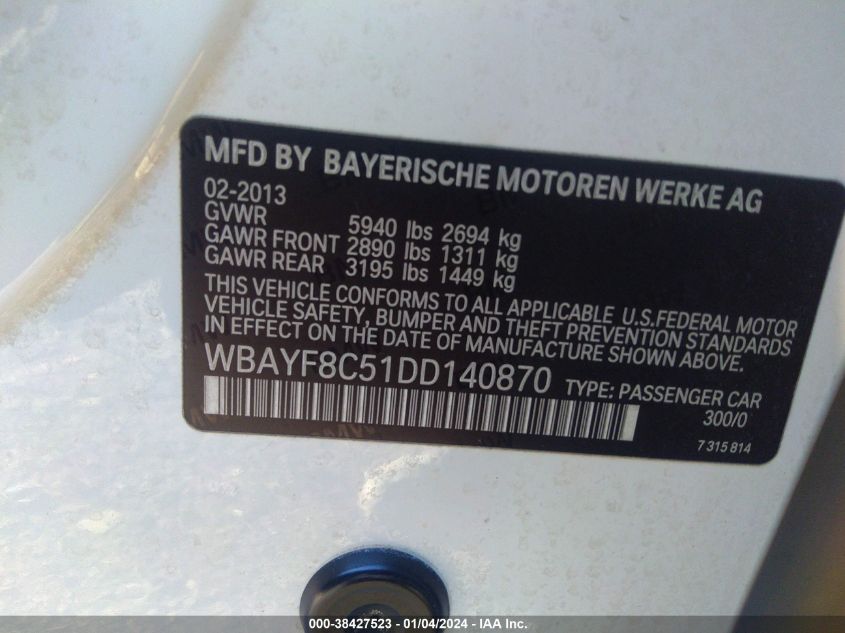 MFD BY BAYERISCHE MOTOREN WERKE AG
02-2013
GVWR 5940 lbs 2694 kg
GAWR FRONT 2890 lbs 1311 kg
GAWR REAR 3195 lbs 1449 kg
THIS VEHICLE CONFORMS TO ALL APPLICABLE U.S.FEDERAL MOTOR
VEHICLE SAFETY, BUMPER AND THEFT PREVENTION STANDARDS
IN EFFECT ON THE DATE OF MANUFACTURE SHOWN ABOVE.
WBAYF8C51DD140870 TYPE: PASSENGER CAR
300/0
7 315 814
000-38427523 - 01/04/2024 - IAA Inc.